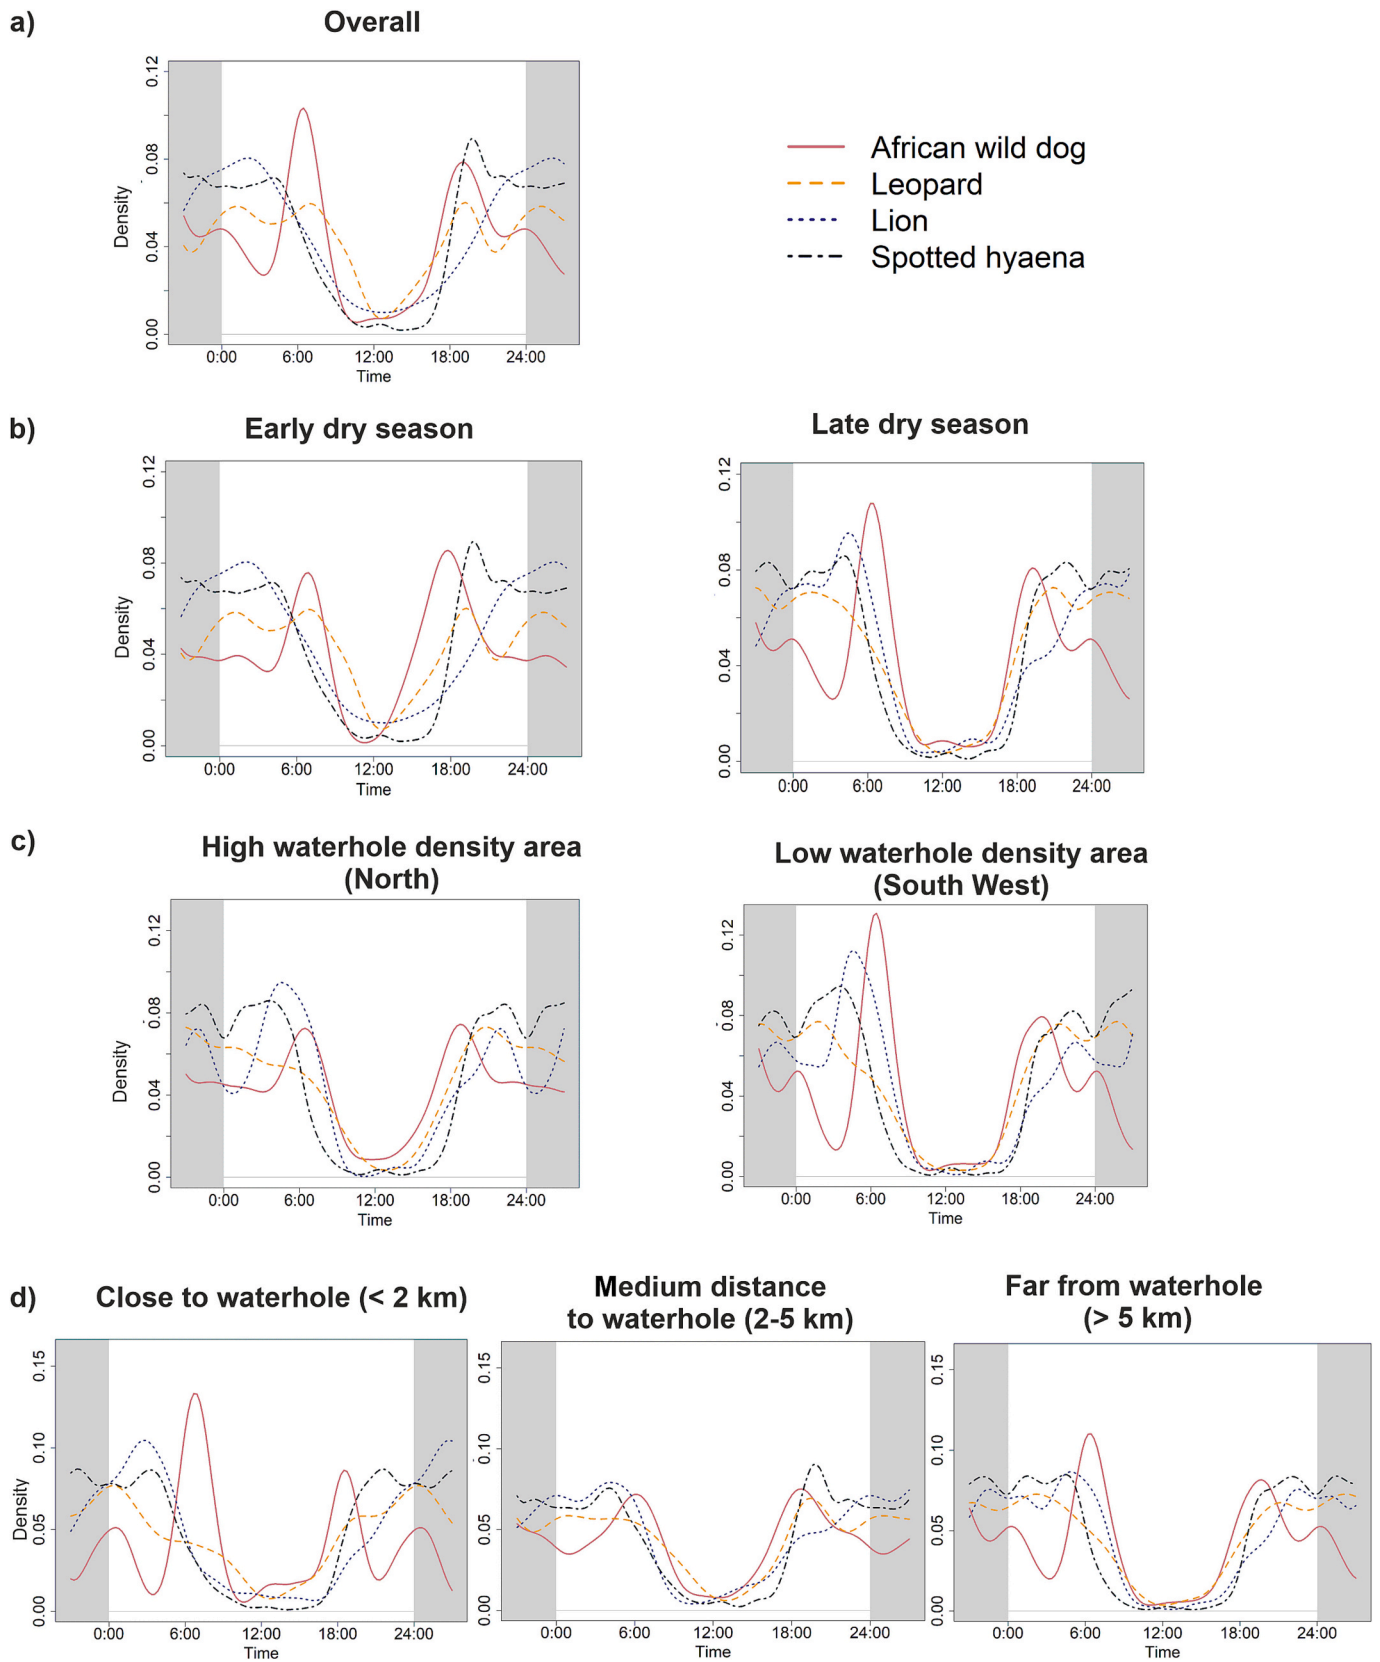 a)
Overall
0.12
0.08
0.04
0.00
Density
0:00 6:00 12:00 18:00 24:00
Time
African wild dog
Leopard
Lion
Spotted hyaena
b)
Early dry season
0.12
0.08
0.04
0.00
Density
0:00 6:00 12:00 18:00 24:00
Time
Late dry season
0.12
0.08
0.04
0.00
0:00 6:00 12:00 18:00 24:00
Time
c)
High waterhole density area
(North)
0.12
0.08
0.04
0.00
Density
0:00 6:00 12:00 18:00 24:00
Time
Low waterhole density area
(South West)
0.12
0.08
0.04
0.00
0:00 6:00 12:00 18:00 24:00
Time
d)
Close to waterhole (< 2 km)
0.15
0.10
0.05
0.00
Density
0:00 6:00 12:00 18:00 24:00
Time
Medium distance
to waterhole (2-5 km)
0.15
0.10
0.05
0.00
0:00 6:00 12:00 18:00 24:00
Time
Far from waterhole
(> 5 km)
0.15
0.10
0.05
0.00
0:00 6:00 12:00 18:00 24:00
Time